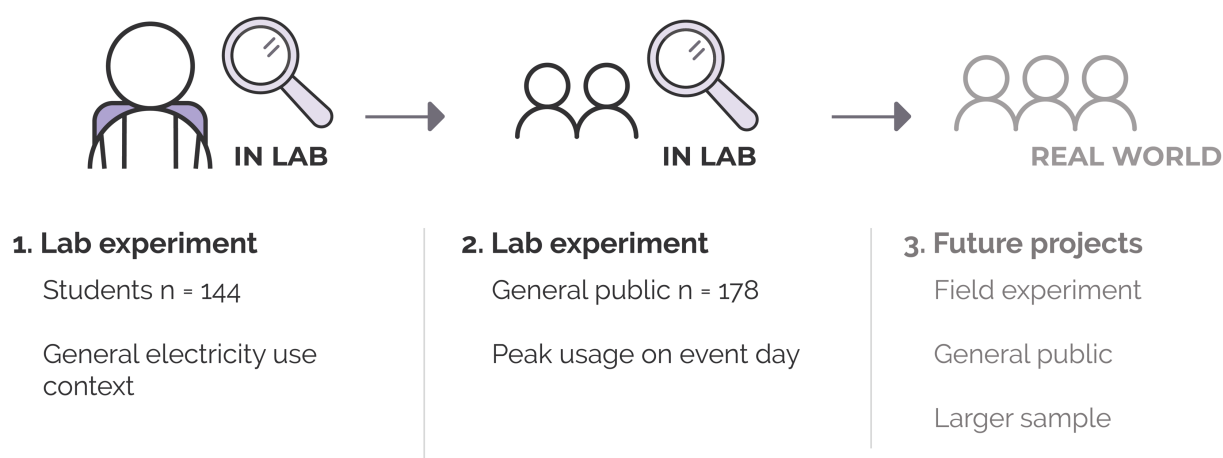 IN LAB
IN LAB
REAL WORLD
1. Lab experiment
Students n = 144
General electricity use
context
2. Lab experiment
General public n = 178
Peak usage on event day
3. Future projects
Field experiment
General public
Larger sample